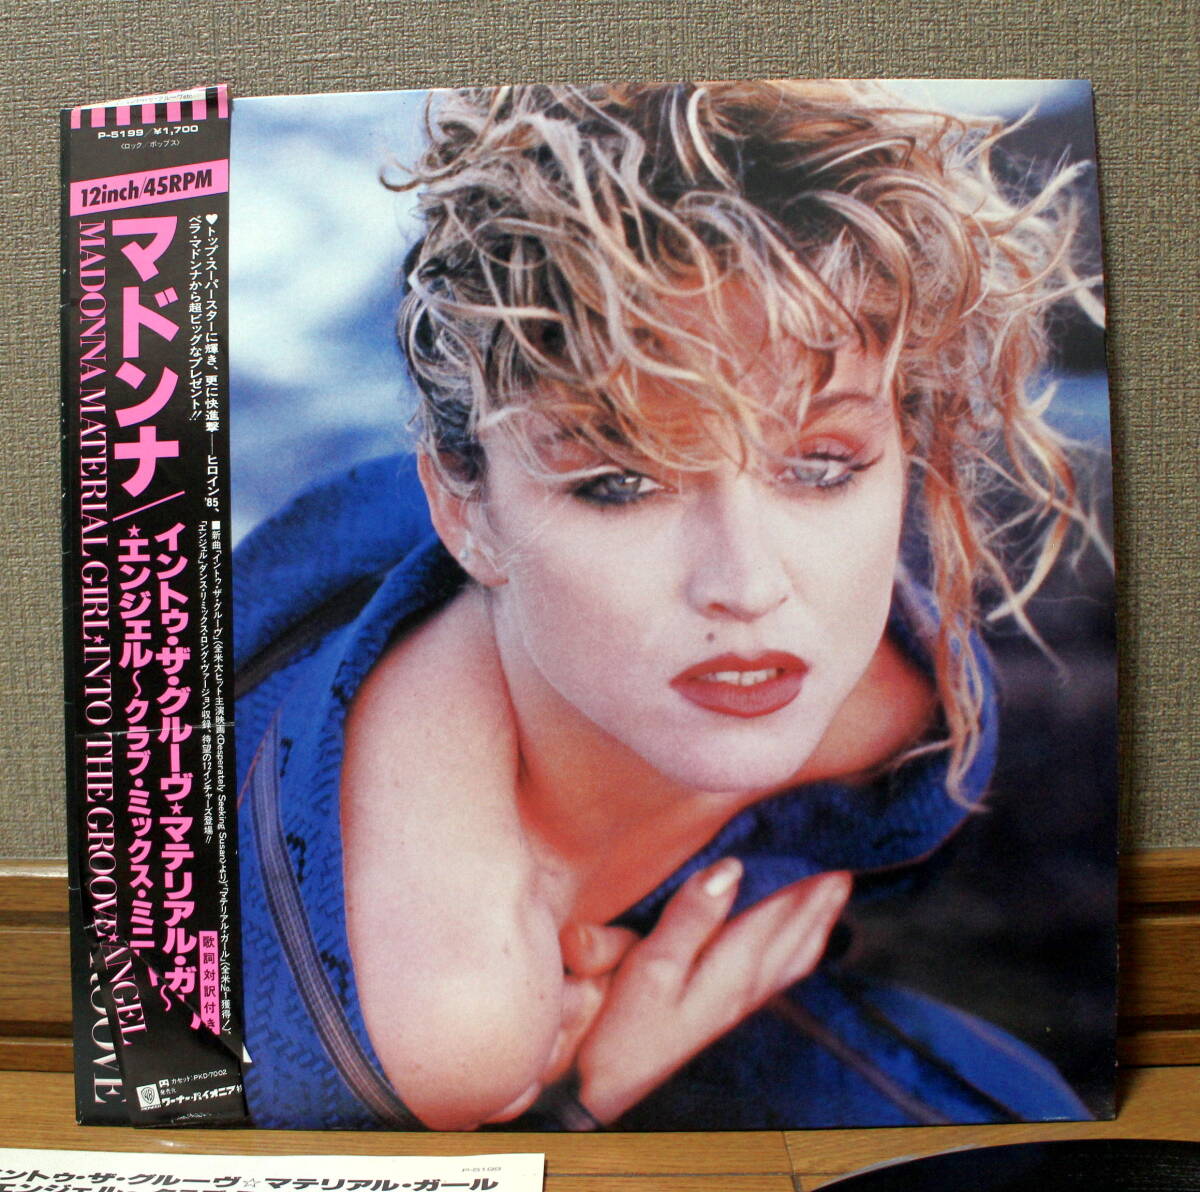 P-5199/¥1,700
〈ロック/ポップス〉
12inch/45RPM
♥トップ・スーパースターに輝き、更に快進撃——ヒロイン'85、
ベラ・マドンナから超ビッグなプレゼント!!
■新曲「イントゥ・ザ・グルーヴ」(全米大ヒット主演映画〈Desperately Seeking Susan〉より)、「マテリアル・ガール」(全米No.1獲得!)、
「エンジェル」ダンス・リミックス・ロング・ヴァージョン収録、待望の12インチャーズ登場!!
マドンナ/
イントゥ・ザ・グルーヴ★マテリアル・ガ
★エンジェル〜クラブ・ミックス・ミニ
MADONNA MATERIAL GIRL★INTO THE GROOVE★ANGEL
歌詞対訳付き
カセット:PKD-7002
発売元
ワーナー・パイオニア
P-5199
ントゥ・ザ・グルーヴ☆マテリアル・ガール